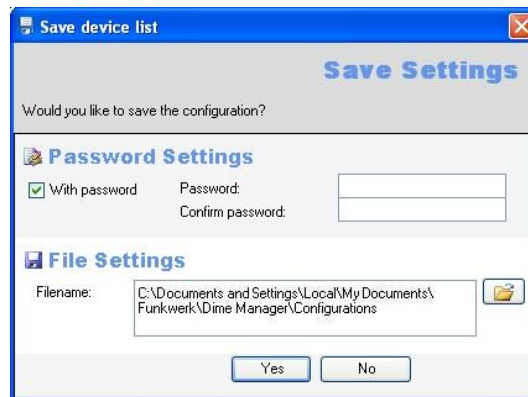 Save device list
Save Settings
Would you like to save the configuration?
Password Settings
With password
Password:
Confirm password:
File Settings
Filename:
C:\Documents and Settings\Local\My Documents\
Funkwerk\Dime Manager\Configurations
Yes
No